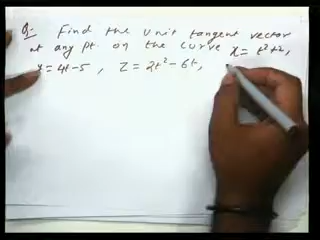 Q:- Find the unit tangent vector
at any pt. on the curve x = t²+2,
y = 4t-5, z = 2t²-6t,